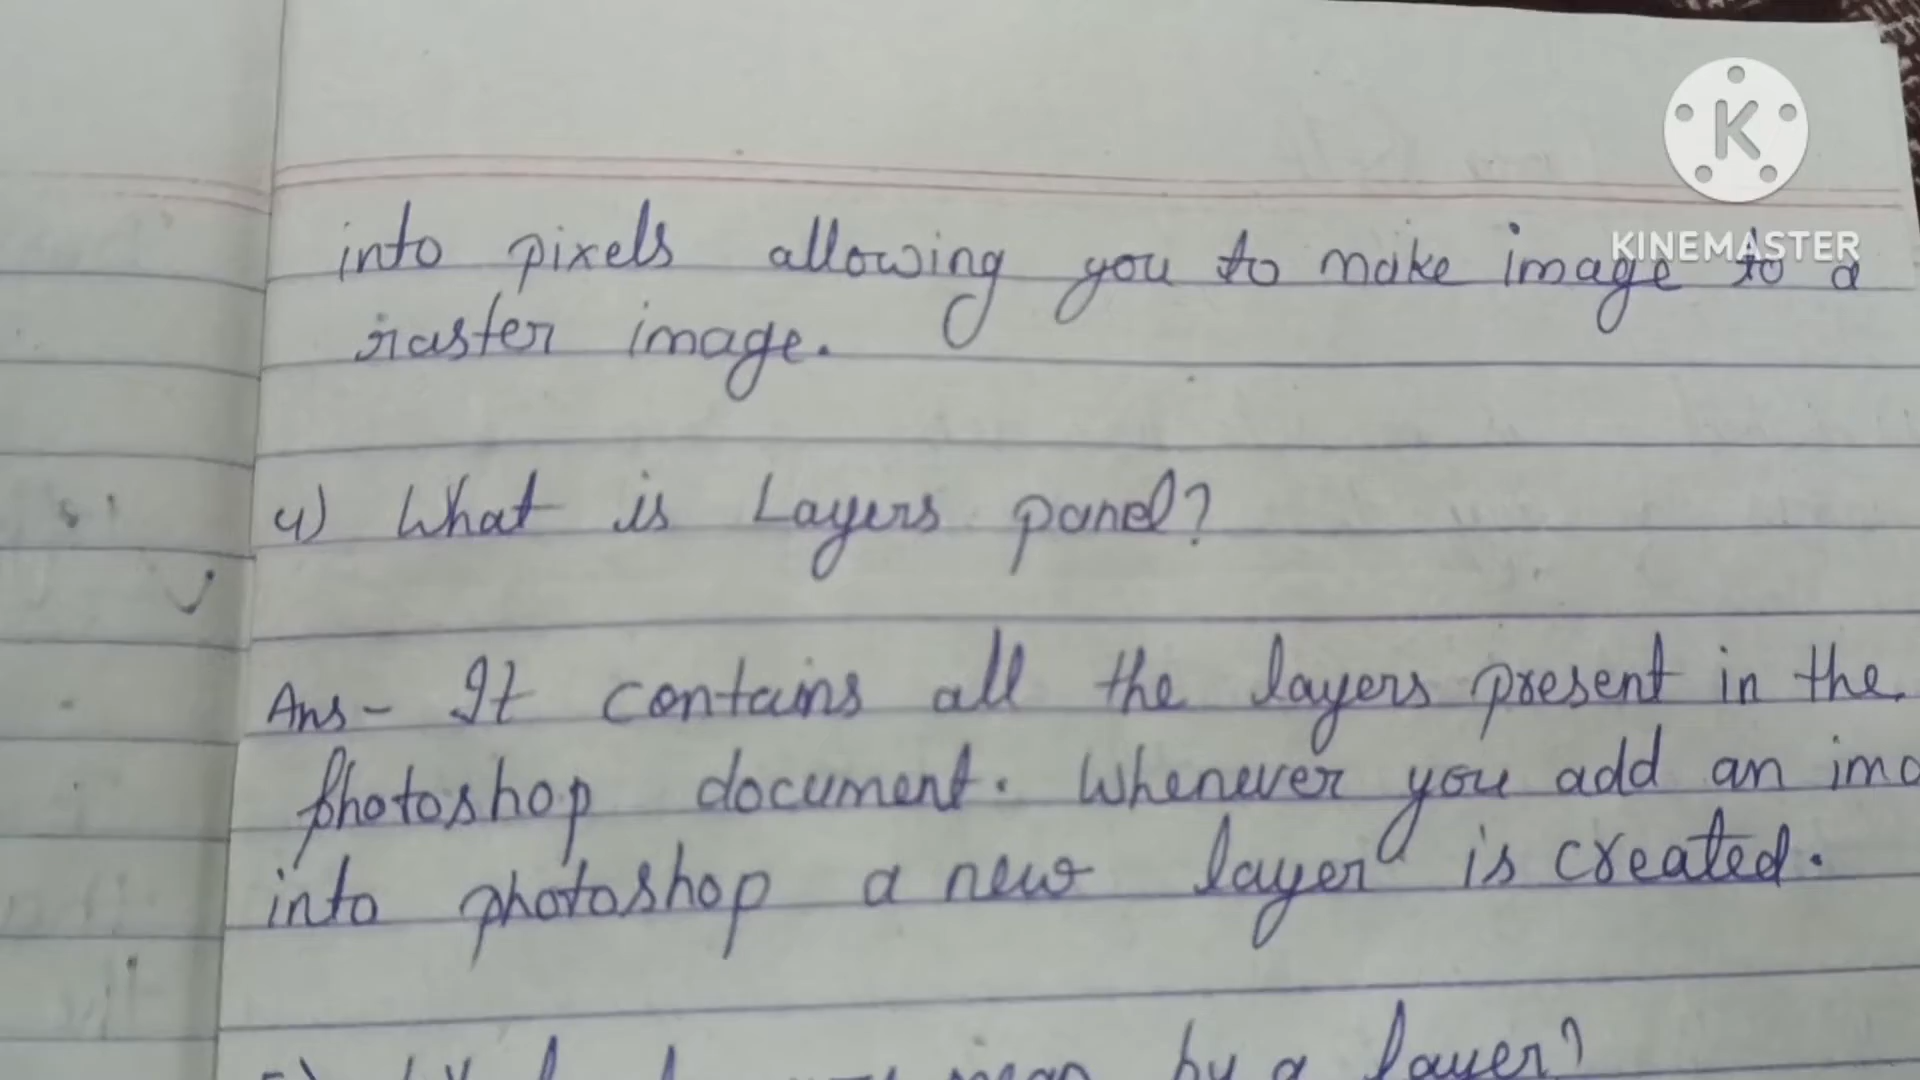 KINEMASTER
into pixels allowing you to make image to a
raster image.
4) What is Layers panel?
Ans- It contains all the layers present in the
photoshop document. Whenever you add an
into photoshop a new layer is created.
by a layer?